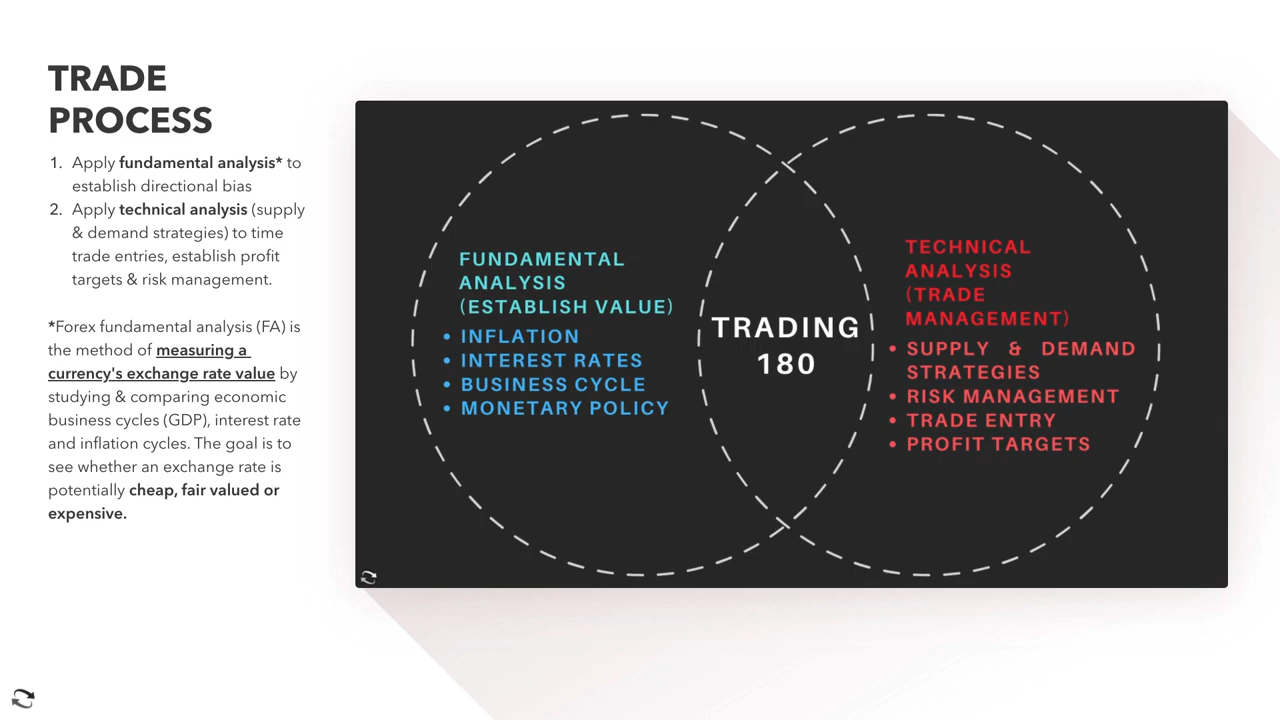 TRADE
PROCESS
1. Apply fundamental analysis* to
establish directional bias
2. Apply technical analysis (supply
& demand strategies) to time
trade entries, establish profit
targets & risk management.
*Forex fundamental analysis (FA) is
the method of measuring a
currency's exchange rate value by
studying & comparing economic
business cycles (GDP), interest rate
and inflation cycles. The goal is to
see whether an exchange rate is
potentially cheap, fair valued or
expensive.
FUNDAMENTAL
ANALYSIS
(ESTABLISH VALUE)
• INFLATION
• INTEREST RATES
• BUSINESS CYCLE
• MONETARY POLICY
TRADING
180
TECHNICAL
ANALYSIS
(TRADE
MANAGEMENT)
• SUPPLY & DEMAND
STRATEGIES
• RISK MANAGEMENT
• TRADE ENTRY
• PROFIT TARGETS